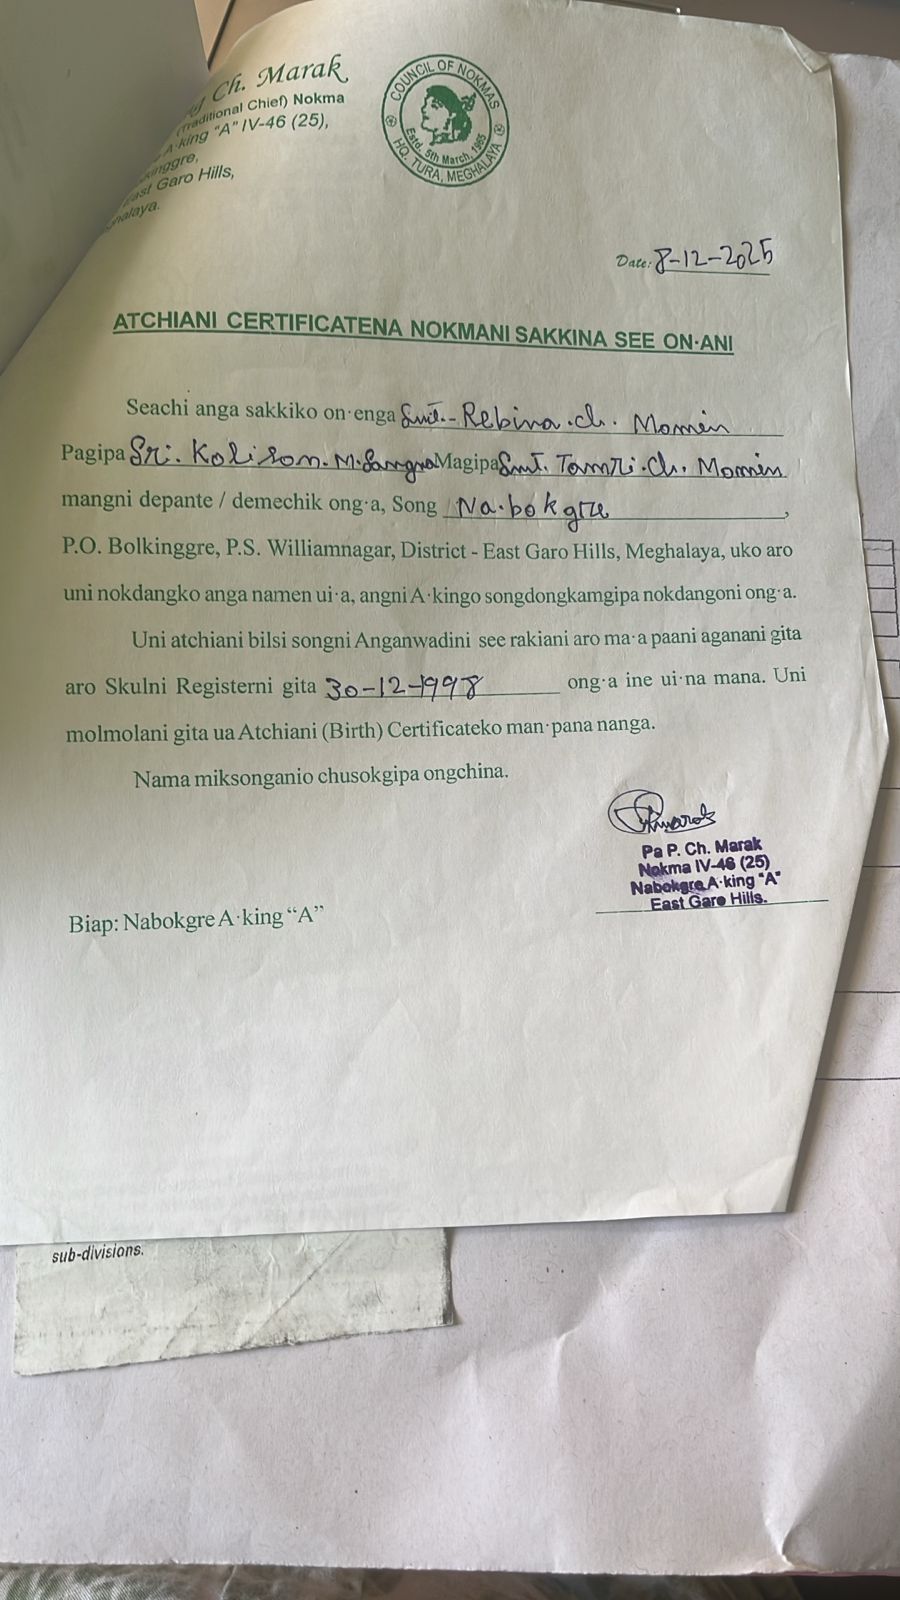 Ch. Marak
(Traditional Chief) Nokma
A·king "A" IV-46 (25),
East Garo Hills,
COUNCIL OF NOKMAS
Estd. 5th March, 1965
HQ. TURA, MEGHALAYA
Date: 8-12-2025
ATCHIANI CERTIFICATENA NOKMANI SAKKINA SEE ON·ANI
Seachi anga sakkiko on·enga Smt.- Rebina.ch. Momin
Pagipa Sri. Kolison. M. Sangma Magipa Smt. Tamri.Ch. Momin
mangni depante / demechik ong·a, Song Na.bokgre,
P.O. Bolkinggre, P.S. Williamnagar, District - East Garo Hills, Meghalaya, uko aro
uni nokdangko anga namen ui·a, angni A·kingo songdongkamgipa nokdangoni ong·a.
Uni atchiani bilsi songni Anganwadini see rakiani aro ma·a paani aganani gita
aro Skulni Registerni gita 30-12-1998 ong·a ine ui·na mana. Uni
molmolani gita ua Atchiani (Birth) Certificateko man·pana nanga.
Nama miksonganio chusokgipa ongchina.
Pa P. Ch. Marak
Nokma IV-46 (25)
Nabokgre A·king "A"
East Garo Hills.
Biap: Nabokgre A·king “A”
sub-divisions.